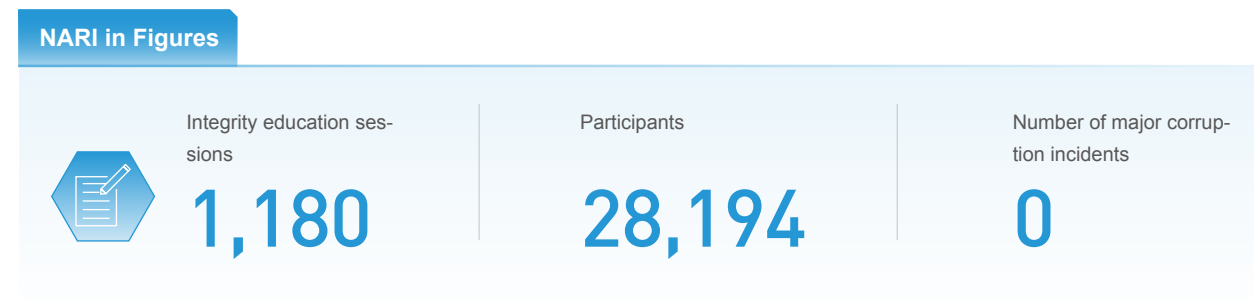 NARI in Figures
Integrity education ses-
sions
1,180
Participants
28,194
Number of major corrup-
tion incidents
0